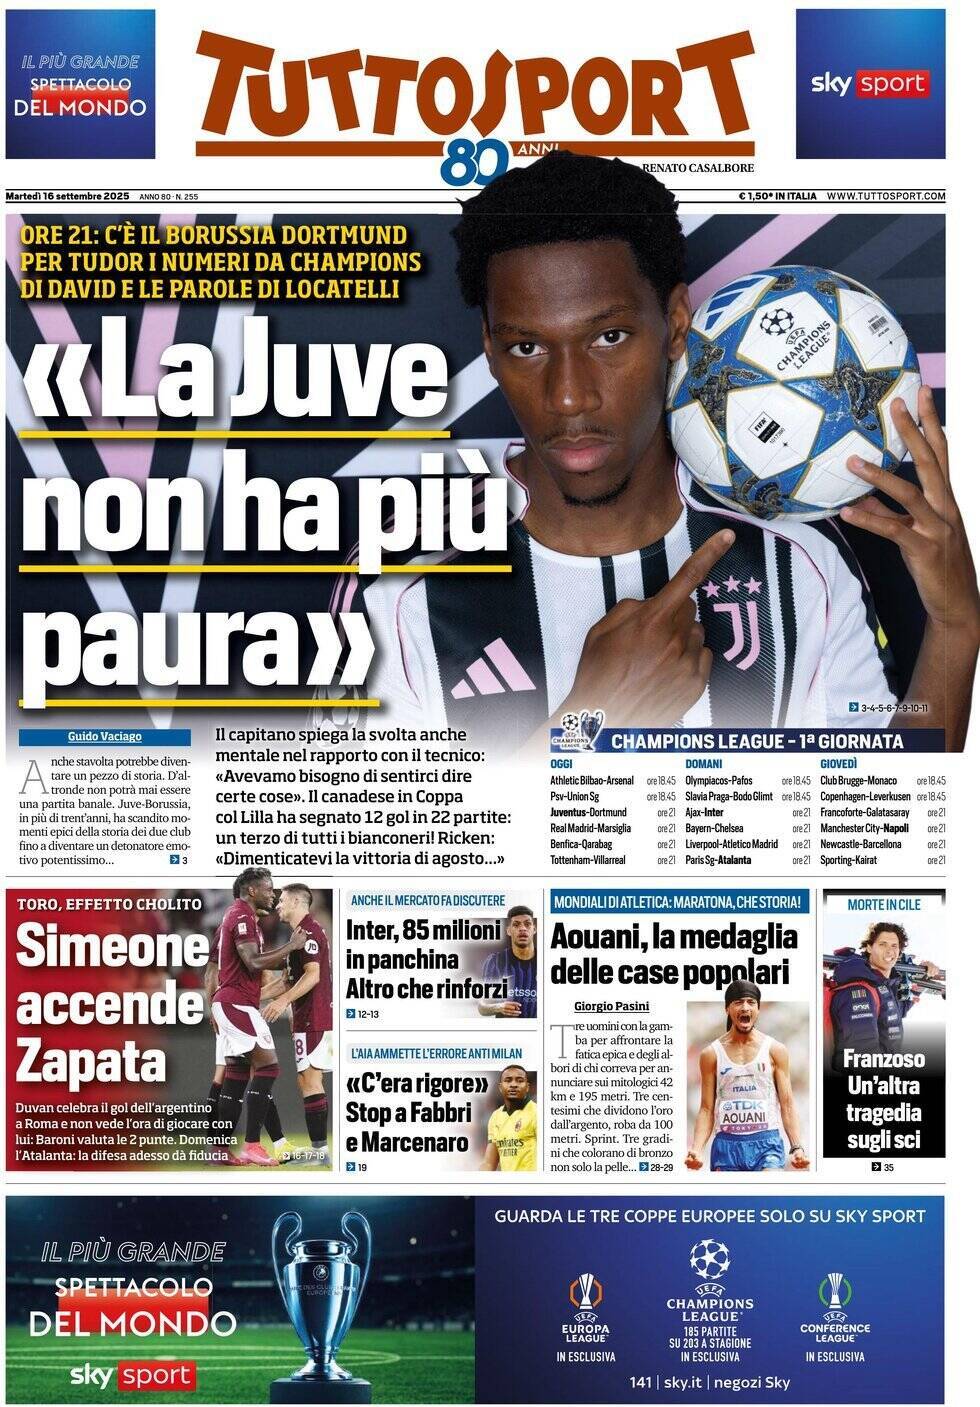 IL PIÙ GRANDE
SPETTACOLO
DEL MONDO
TUTTOSPORT
80 ANNI
RENATO CASALBORE
sky sport
Martedì 16 settembre 2025 ANNO 80 - N. 255
€ 1,50* IN ITALIA WWW.TUTTOSPORT.COM
ORE 21: C'È IL BORUSSIA DORTMUND
PER TUDOR I NUMERI DA CHAMPIONS
DI DAVID E LE PAROLE DI LOCATELLI
«La Juve
non ha più
paura»
UEFA
CHAMPIONS
LEAGUE
FIFA
3-4-5-6-7-9-10-11
Guido Vaciago
Anche stavolta potrebbe diven-
tare un pezzo di storia. D'al-
tronde non potrà mai essere
una partita banale. Juve-Borussia,
in più di trent'anni, ha scandito mo-
menti epici della storia dei due club
fino a diventare un detonatore emo-
tivo potentissimo...
3
Il capitano spiega la svolta anche
mentale nel rapporto con il tecnico:
«Avevamo bisogno di sentirci dire
certe cose». Il canadese in Coppa
col Lilla ha segnato 12 gol in 22 partite:
un terzo di tutti i bianconeri! Ricken:
«Dimenticatevi la vittoria di agosto...»
CHAMPIONS LEAGUE - 1ª GIORNATA
OGGI
Athletic Bilbao-Arsenal ore 18.45
Psv-Union Sg ore 18.45
Juventus-Dortmund ore 21
Real Madrid-Marsiglia ore 21
Benfica-Qarabag ore 21
Tottenham-Villarreal ore 21
DOMANI
Olympiacos-Pafos ore 18.45
Slavia Praga-Bodo Glimt ore 18.45
Ajax-Inter ore 21
Bayern-Chelsea ore 21
Liverpool-Atletico Madrid ore 21
Paris Sg-Atalanta ore 21
GIOVEDÌ
Club Brugge-Monaco ore 18.45
Copenhagen-Leverkusen ore 18.45
Francoforte-Galatasaray ore 21
Manchester City-Napoli ore 21
Newcastle-Barcellona ore 21
Sporting-Kairat ore 21
TORO, EFFETTO CHOLITO
Simeone
accende
Zapata
Duvan celebra il gol dell'argentino
a Roma e non vede l'ora di giocare con
lui: Baroni valuta le 2 punte. Domenica
l'Atalanta: la difesa adesso dà fiducia
16-17-18
ANCHE IL MERCATO FA DISCUTERE
Inter, 85 milioni
in panchina
Altro che rinforzi
12-13
L'AIA AMMETTE L'ERRORE ANTI MILAN
«C'era rigore»
Stop a Fabbri
e Marcenaro
19
MONDIALI DI ATLETICA: MARATONA, CHE STORIA!
Aouani, la medaglia
delle case popolari
Giorgio Pasini
Tre uomini con la gam-
ba per affrontare la
fatica epica e degli al-
bori di chi correva per an-
nunciare sui mitologici 42
km e 195 metri. Tre cen-
tesimi che dividono l'oro
dall'argento, roba da 100
metri. Sprint. Tre gradi-
ni che colorano di bronzo
non solo la pelle...
28-29
ITALIA
TDK
AOUANI
MORTE IN CILE
Franzoso
Un'altra
tragedia
sugli sci
35
IL PIÙ GRANDE
SPETTACOLO
DEL MONDO
sky sport
GUARDA LE TRE COPPE EUROPEE SOLO SU SKY SPORT
UEFA
EUROPA
LEAGUE
IN ESCLUSIVA
UEFA
CHAMPIONS
LEAGUE
185 PARTITE
SU 203 A STAGIONE
IN ESCLUSIVA
UEFA
CONFERENCE
LEAGUE
IN ESCLUSIVA
141 | sky.it | negozi Sky